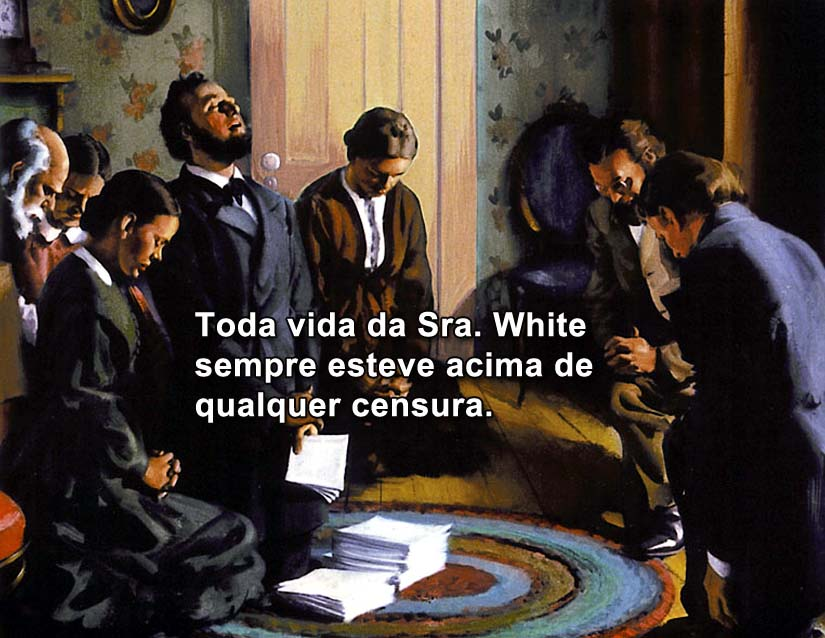 Toda vida da Sra. White
sempre esteve acima de
qualquer censura.